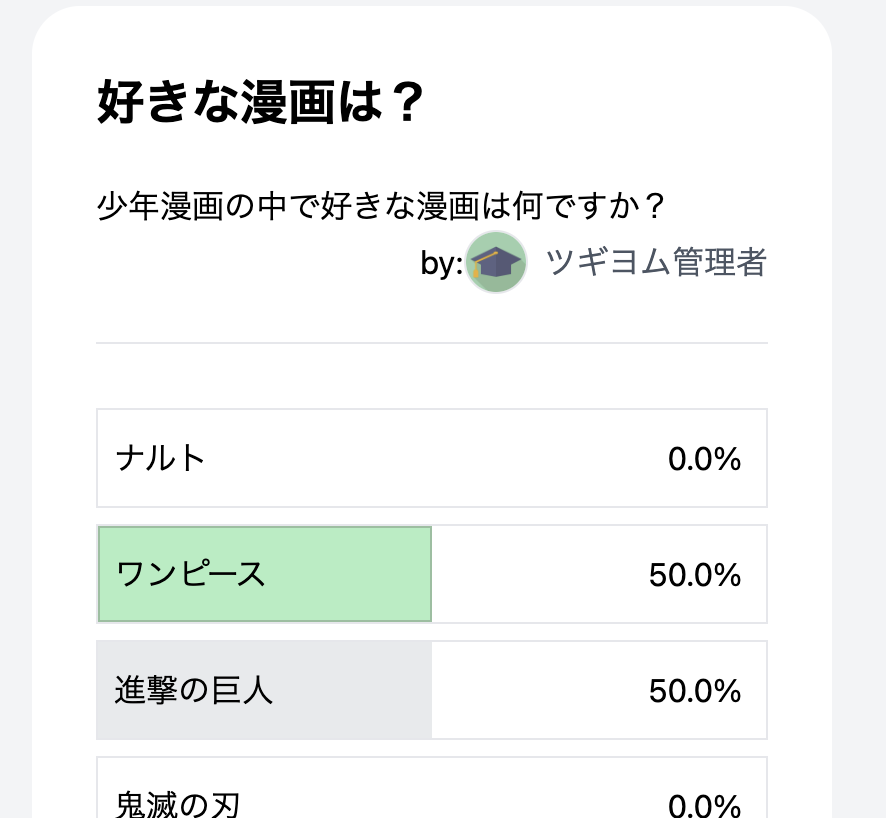 好きな漫画は？
少年漫画の中で好きな漫画は何ですか？
by: ツギヨム管理者
ナルト 0.0%
ワンピース 50.0%
進撃の巨人 50.0%
鬼滅の刃 0.0%